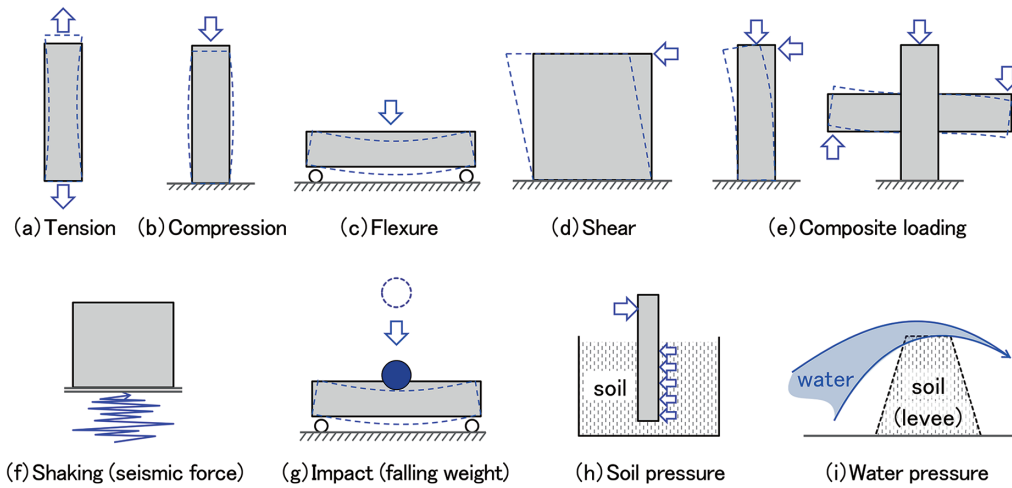 (a) Tension
(b) Compression
(c) Flexure
(d) Shear
(e) Composite loading
soil
water
soil
(levee)
(f) Shaking (seismic force)
(g) Impact (falling weight)
(h) Soil pressure
(i) Water pressure